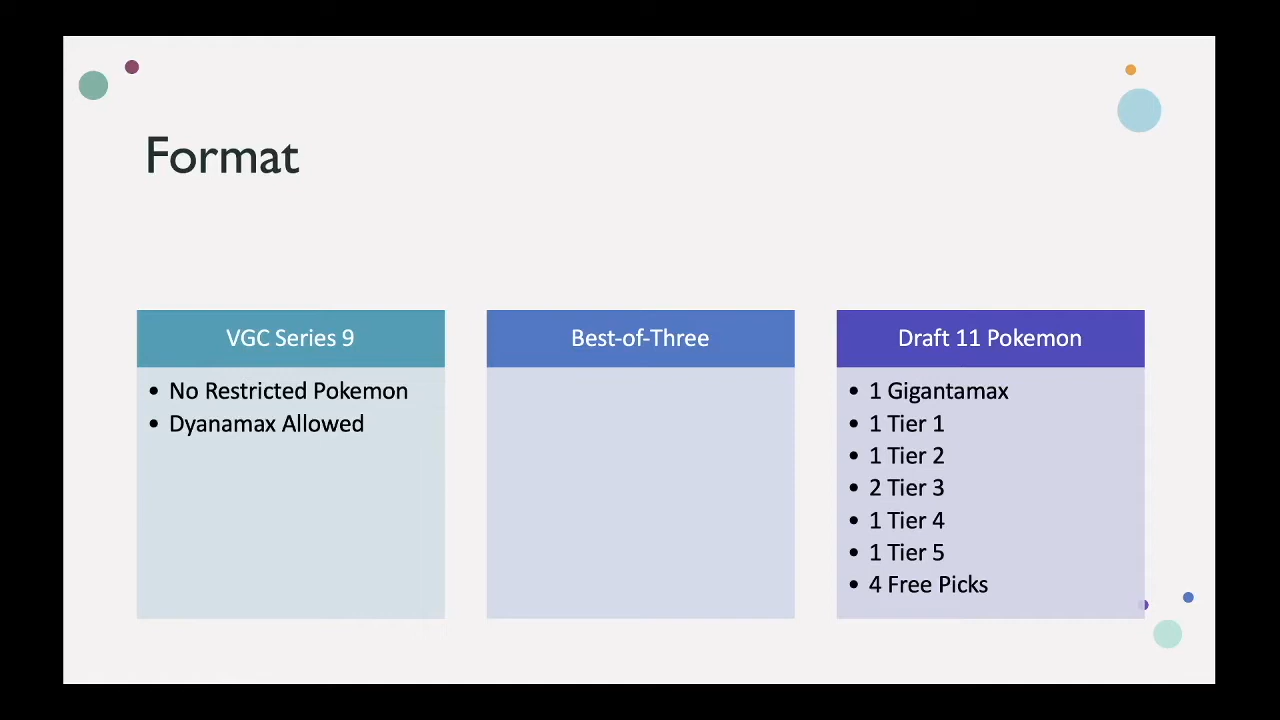 Format
VGC Series 9
• No Restricted Pokemon
• Dyanamax Allowed
Best-of-Three
Draft 11 Pokemon
• 1 Gigantamax
• 1 Tier 1
• 1 Tier 2
• 2 Tier 3
• 1 Tier 4
• 1 Tier 5
• 4 Free Picks